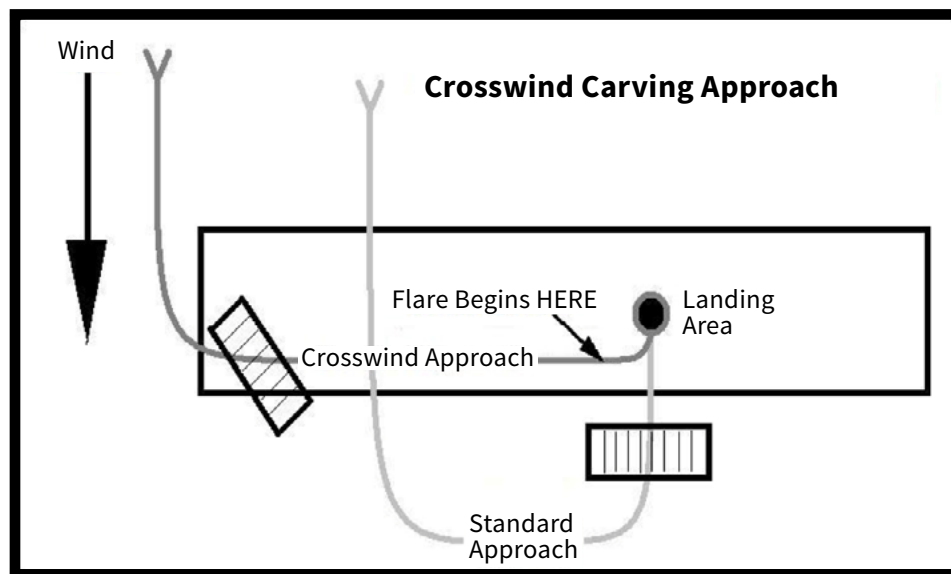 Wind
Crosswind Carving Approach
Flare Begins HERE
Landing
Area
Crosswind Approach
Standard
Approach